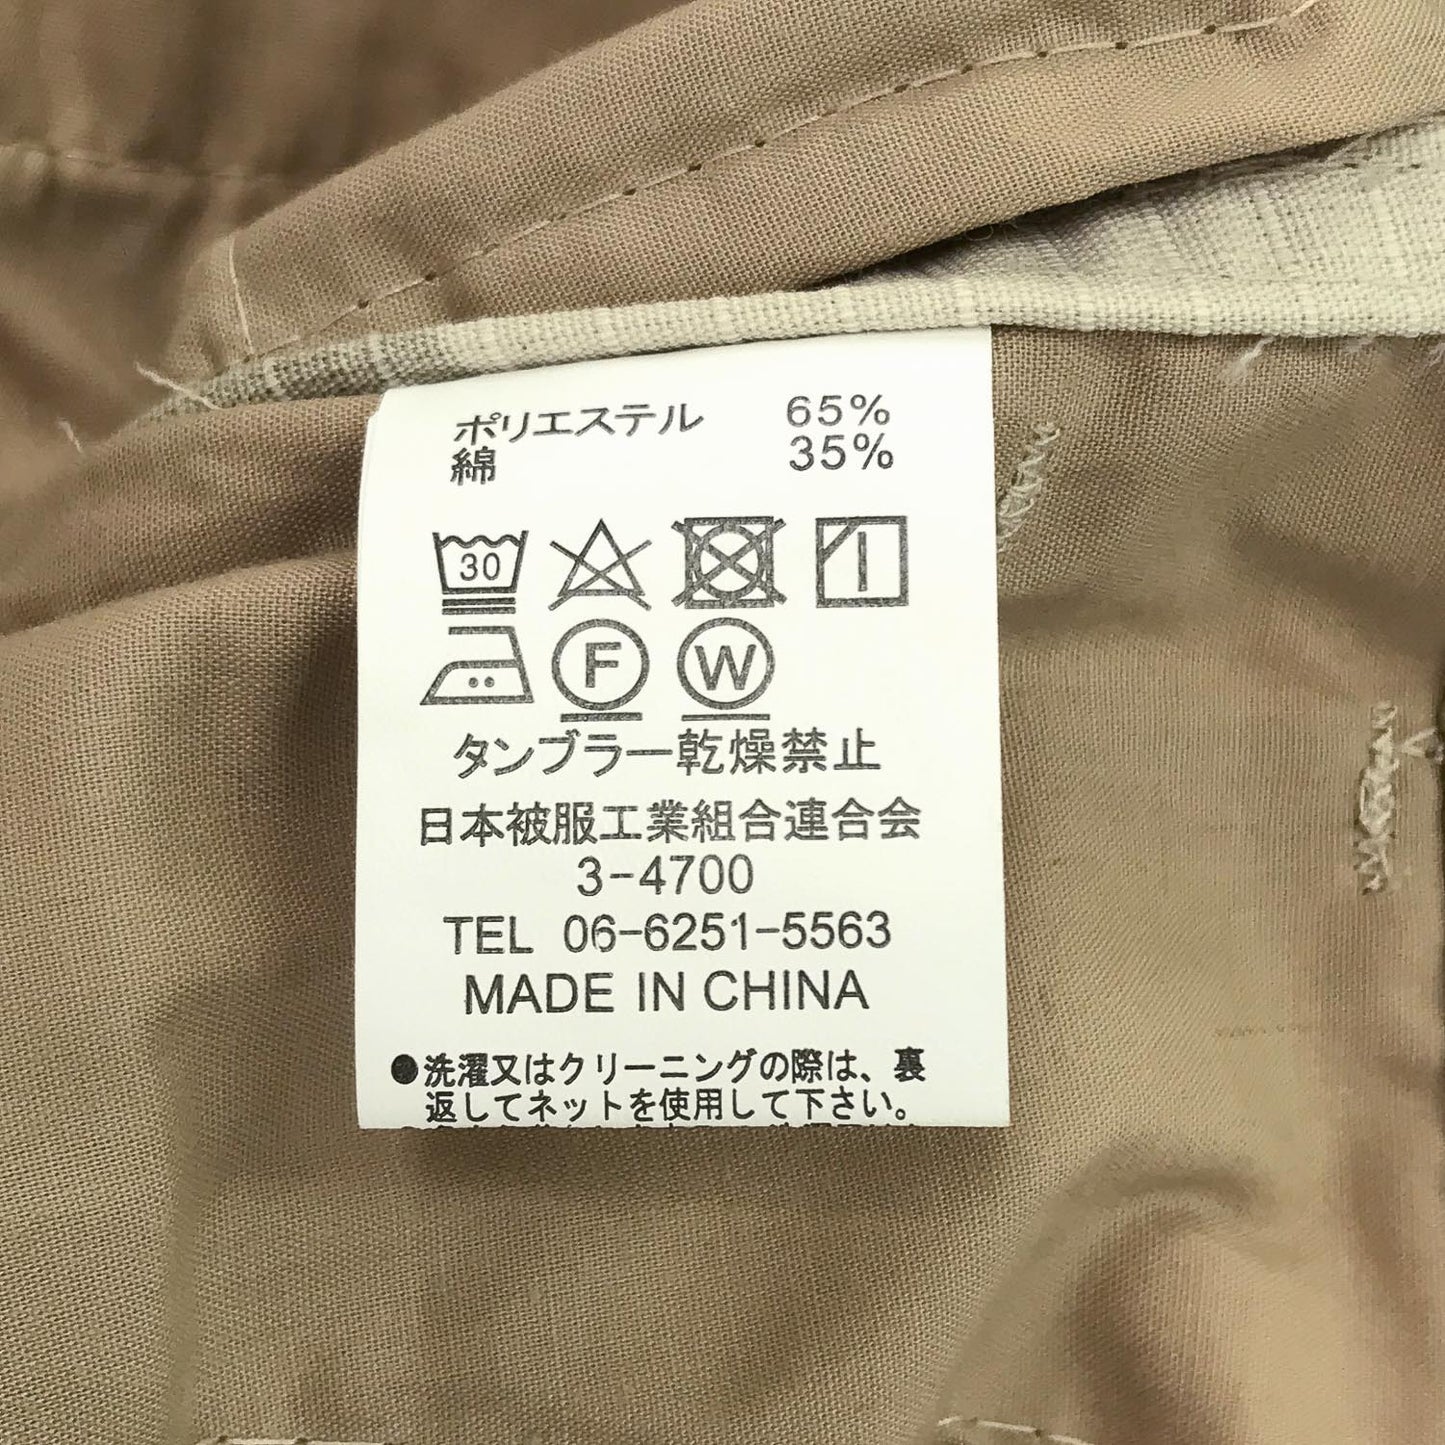 ポリエステル 65%
綿 35%
30
F W
タンブラー乾燥禁止
日本被服工業組合連合会
3-4700
TEL 06-6251-5563
MADE IN CHINA
●洗濯又はクリーニングの際は、裏
返してネットを使用して下さい。